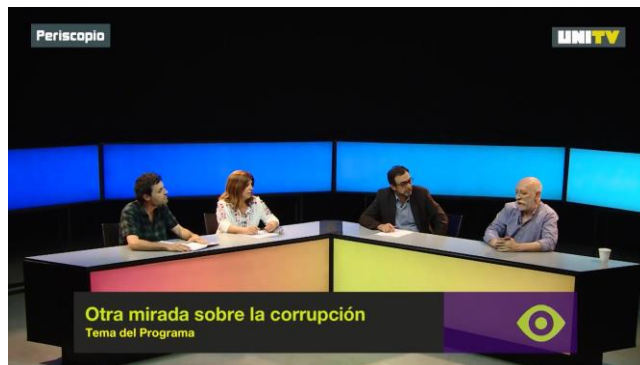 Periscopio
UNITV
Otra mirada sobre la corrupción
Tema del Programa